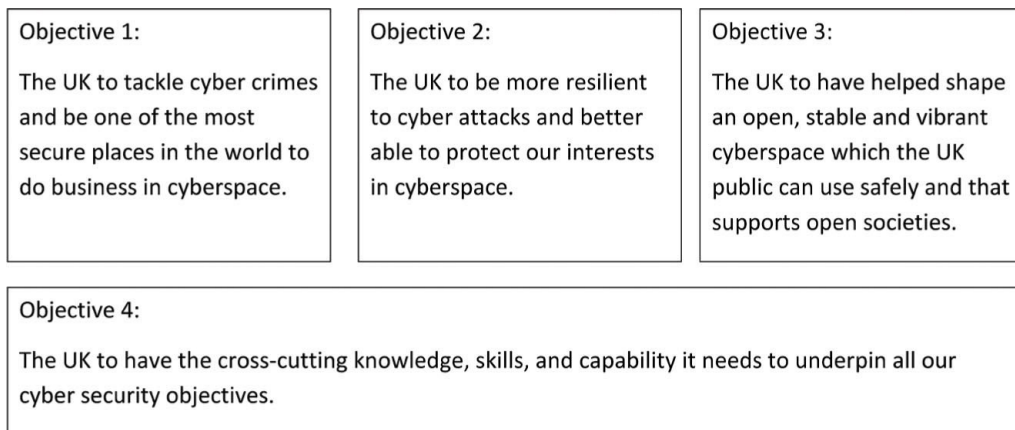 Objective 1:
The UK to tackle cyber crimes
and be one of the most
secure places in the world to
do business in cyberspace.
Objective 2:
The UK to be more resilient
to cyber attacks and better
able to protect our interests
in cyberspace.
Objective 3:
The UK to have helped shape
an open, stable and vibrant
cyberspace which the UK
public can use safely and that
supports open societies.
Objective 4:
The UK to have the cross-cutting knowledge, skills, and capability it needs to underpin all our
cyber security objectives.